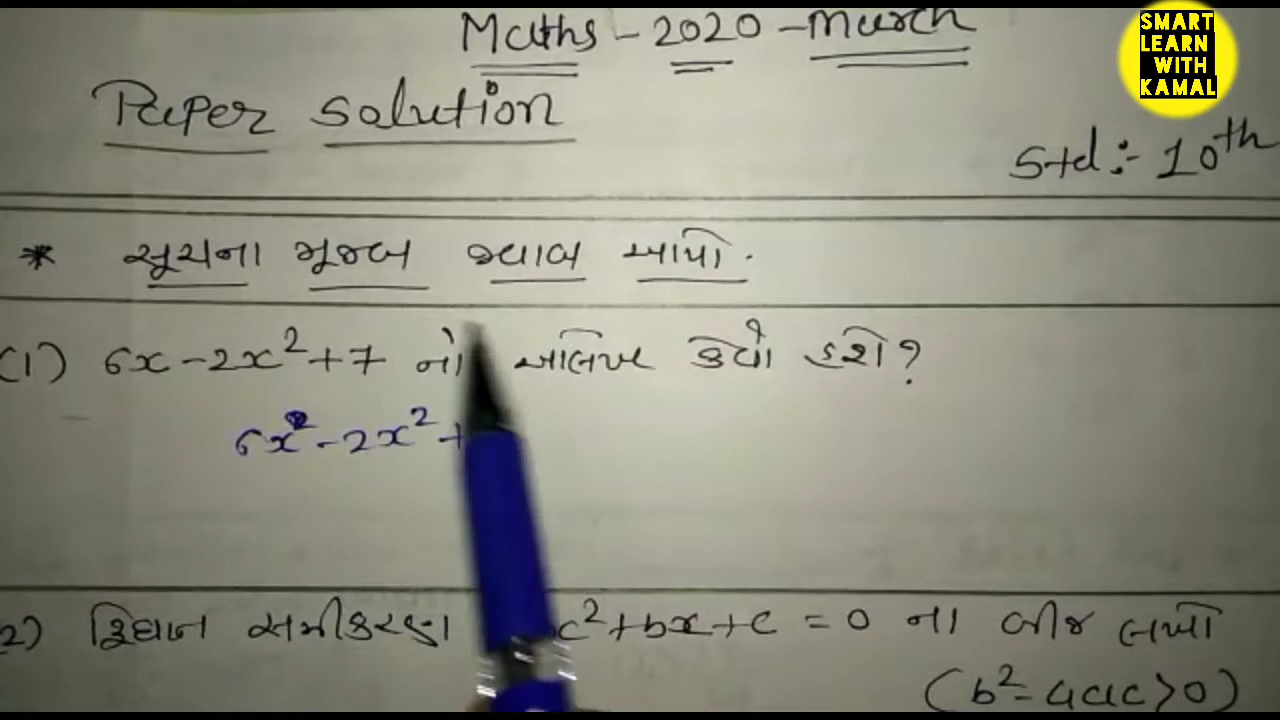 Maths - 2020 - March
SMART
LEARN
WITH
KAMAL
Paper solution
Std :- 10th
* સૂચના મૂજબ જવાબ આપો.
(1) 6x - 2x² + 7 નો આલેખ કેવો હશે?
6x² - 2x² +
2) દ્વિઘાત સમીકરણ x² + bx + c = 0 ના બીજ લખો
(b² - 4ac > 0)